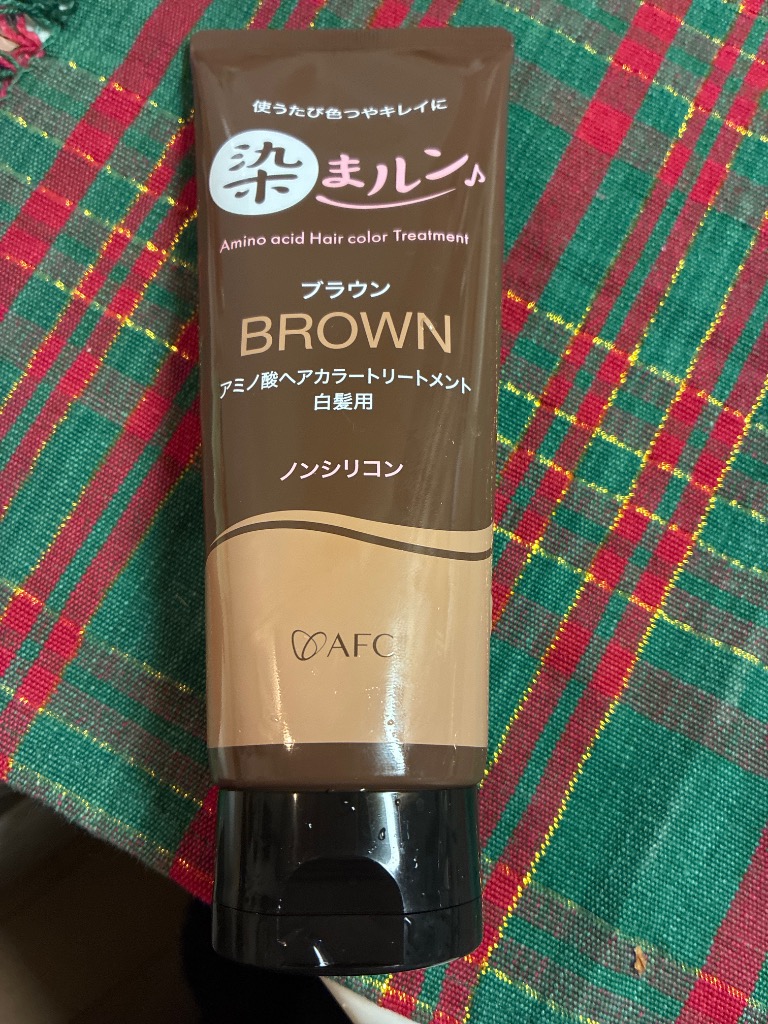 使うたび色つやキレイに
染まルン♪
Amino acid Hair color Treatment
ブラウン
BROWN
アミノ酸ヘアカラートリートメント
白髪用
ノンシリコン
AFC